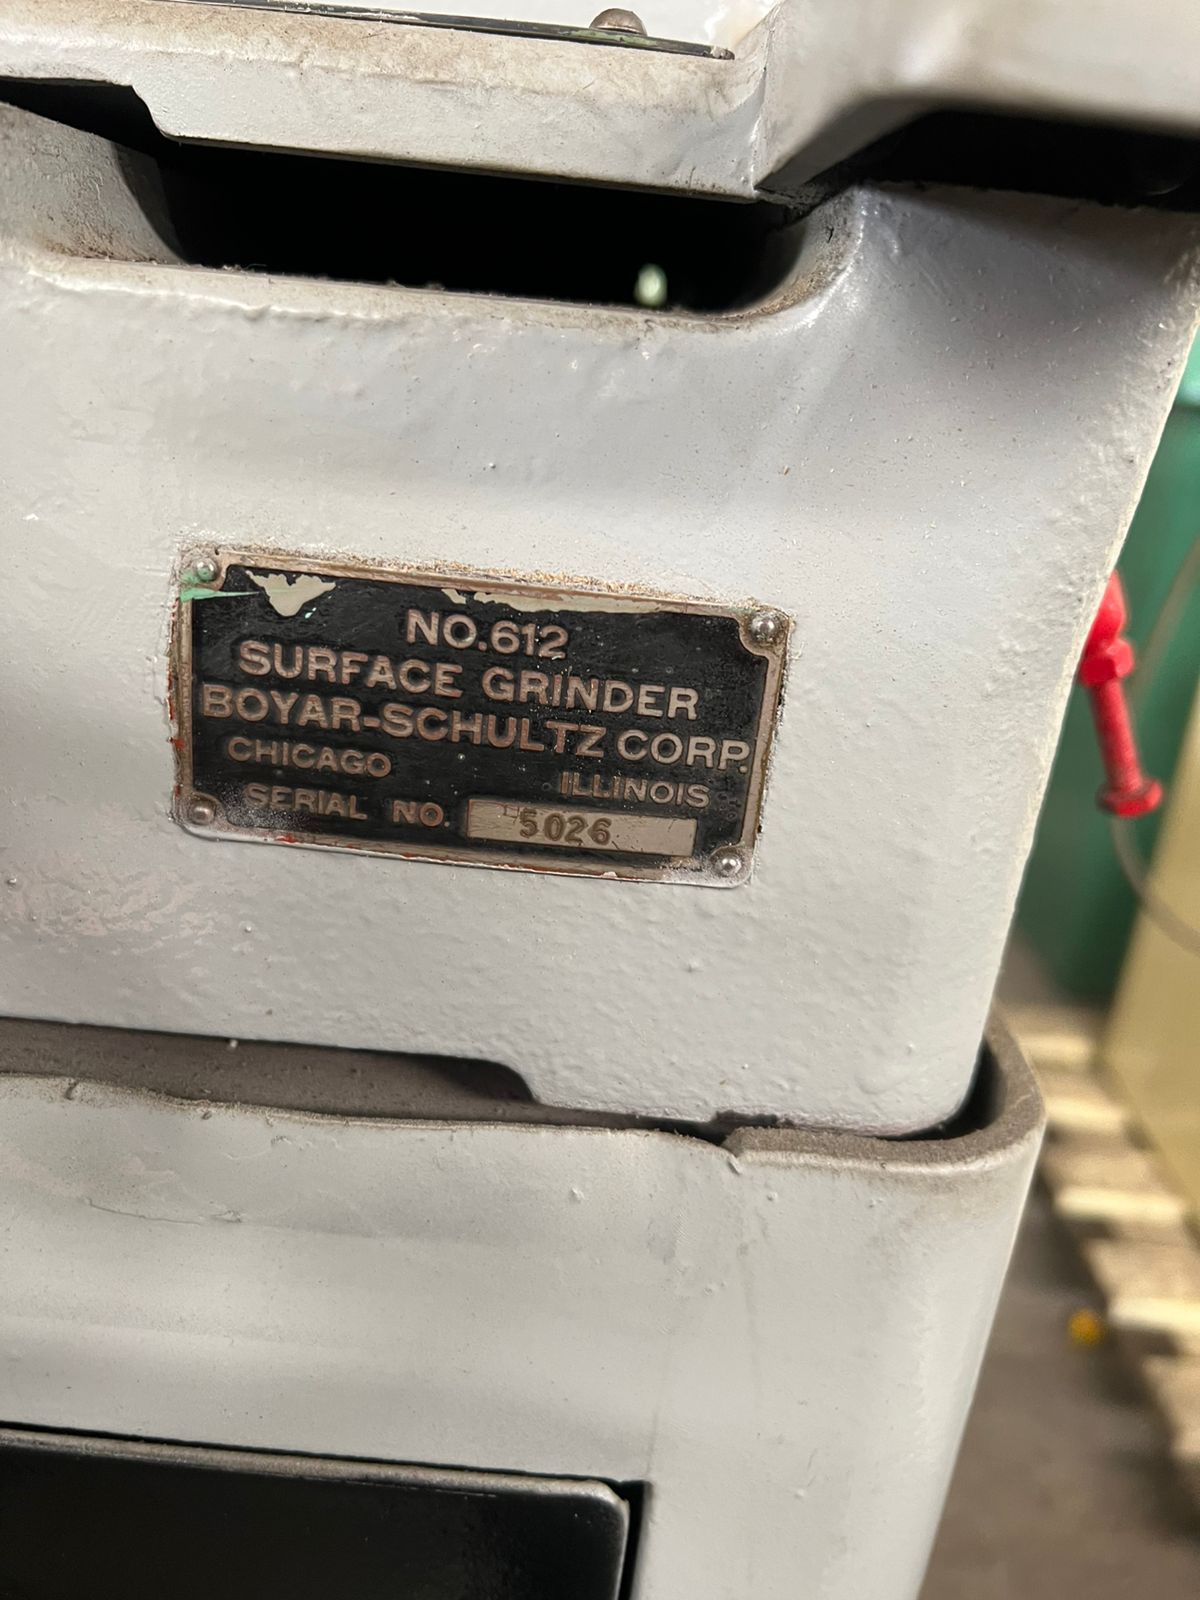 NO.612
SURFACE GRINDER
BOYAR-SCHULTZ CORP.
CHICAGO ILLINOIS
SERIAL NO. 5026